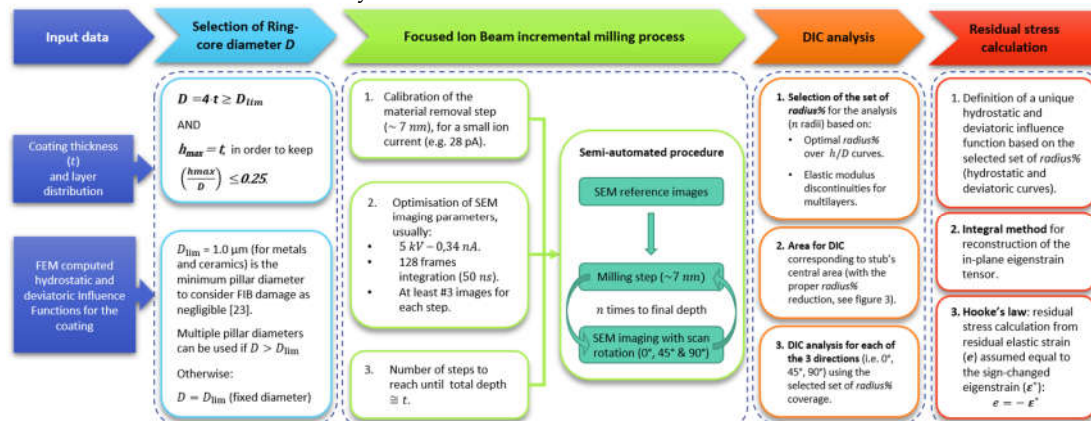 Input data
Selection of Ring-
core diameter D
Focused Ion Beam incremental milling process
DIC analysis
Residual stress
calculation
Coating thickness
(t)
and layer
distribution
FEM computed
hydrostatic and
deviatoric Influence
Functions for the
coating
D =4·t ≥ D_lim
AND
h_max = t, in order to keep
(hmax/D) ≤0.25.
D_lim = 1.0 μm (for metals
and ceramics) is the
minimum pillar diameter
to consider FIB damage as
negligible [23].
Multiple pillar diameters
can be used if D > D_lim
Otherwise:
D = D_lim (fixed diameter)
1. Calibration of the
material removal step
(~ 7 nm), for a small ion
current (e.g. 28 pA).
2. Optimisation of SEM
imaging parameters,
usually:
• 5 kV – 0,34 nA.
• 128 frames
integration (50 ns).
• At least #3 images for
each step.
3. Number of steps to
reach until total depth
≅ t.
Semi-automated procedure
SEM reference images
Milling step (~7 nm)
n times to final depth
SEM imaging with scan
rotation (0°, 45° & 90°)
1. Selection of the set of
radius% for the analysis
(n radii) based on:
• Optimal radius%
over h/D curves.
• Elastic modulus
discontinuities for
multilayers.
2. Area for DIC
corresponding to stub's
central area (with the
proper radius%
reduction, see figure 3).
3. DIC analysis for each of
the 3 directions (i.e. 0°,
45°, 90°) using the
selected set of radius%
coverage.
1. Definition of a unique
hydrostatic and
deviatoric influence
function based on the
selected set of radius%
(hydrostatic and
deviatoric curves).
2. Integral method for
reconstruction of the
in-plane eigenstrain
tensor.
3. Hooke's law: residual
stress calculation from
residual elastic strain
(e) assumed equal to
the sign-changed
eigenstrain (ε*):
e = − ε*